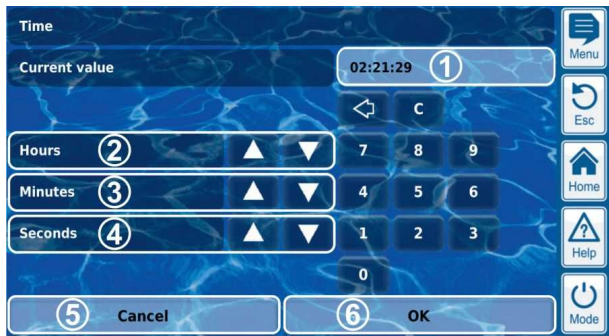 Time
Menu
Current value
02:21:29 ①
C
Esc
Hours ②
7 8 9
Minutes ③
4 5 6
Home
Seconds ④
1 2 3
?
Help
0
⑤ Cancel
⑥ OK
Mode